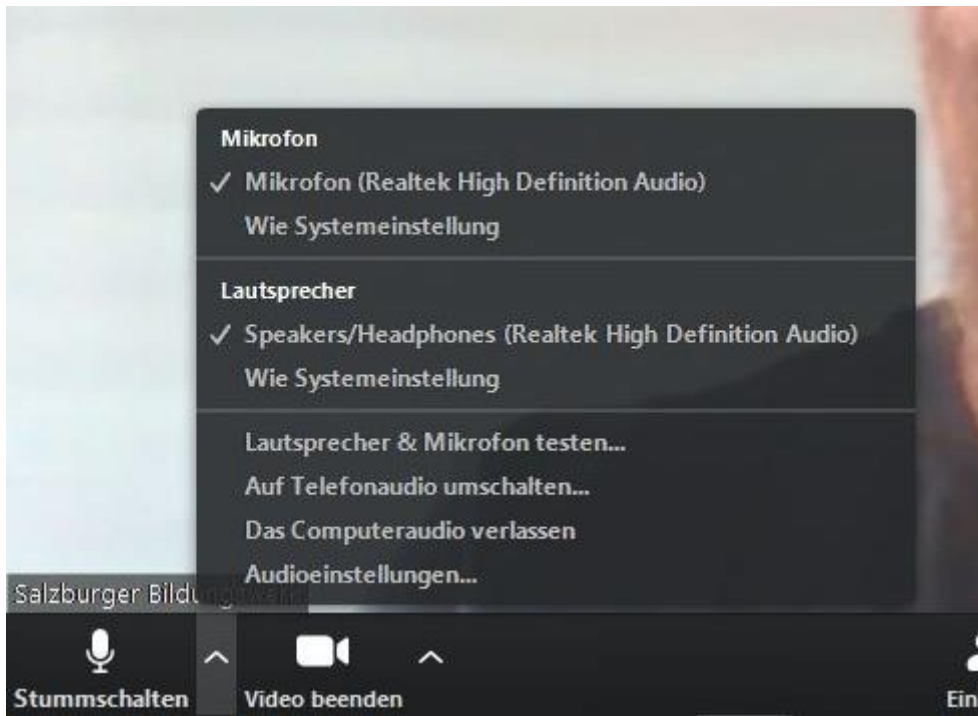 Mikrofon
Mikrofon (Realtek High Definition Audio)
Wie Systemeinstellung
Lautsprecher
Speakers/Headphones (Realtek High Definition Audio)
Wie Systemeinstellung
Lautsprecher & Mikrofon testen...
Auf Telefonaudio umschalten...
Das Computeraudio verlassen
Audioeinstellungen...
Salzburger
Stummschalten
Video beenden